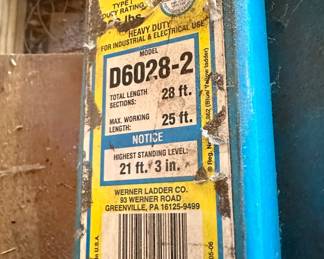 TYPE I
DUCTY RATING
lbs.
HEAVY DUTY
FOR INDUSTRIAL & ELECTRICAL USE
MODEL
D6028-2
TOTAL LENGTH SECTIONS: 28 ft.
MAX. WORKING LENGTH: 25 ft.
NOTICE
HIGHEST STANDING LEVEL:
21 ft. 3 in.
WERNER LADDER CO.
93 WERNER ROAD
GREENVILLE, PA 16125-9499
in U.S.A.